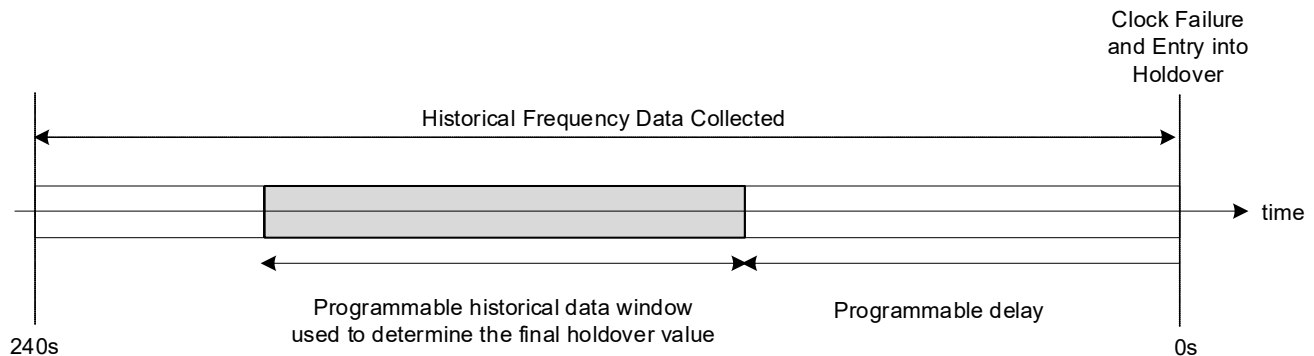 Clock Failure
and Entry into
Holdover
Historical Frequency Data Collected
time
Programmable historical data window
used to determine the final holdover value
Programmable delay
240s
0s